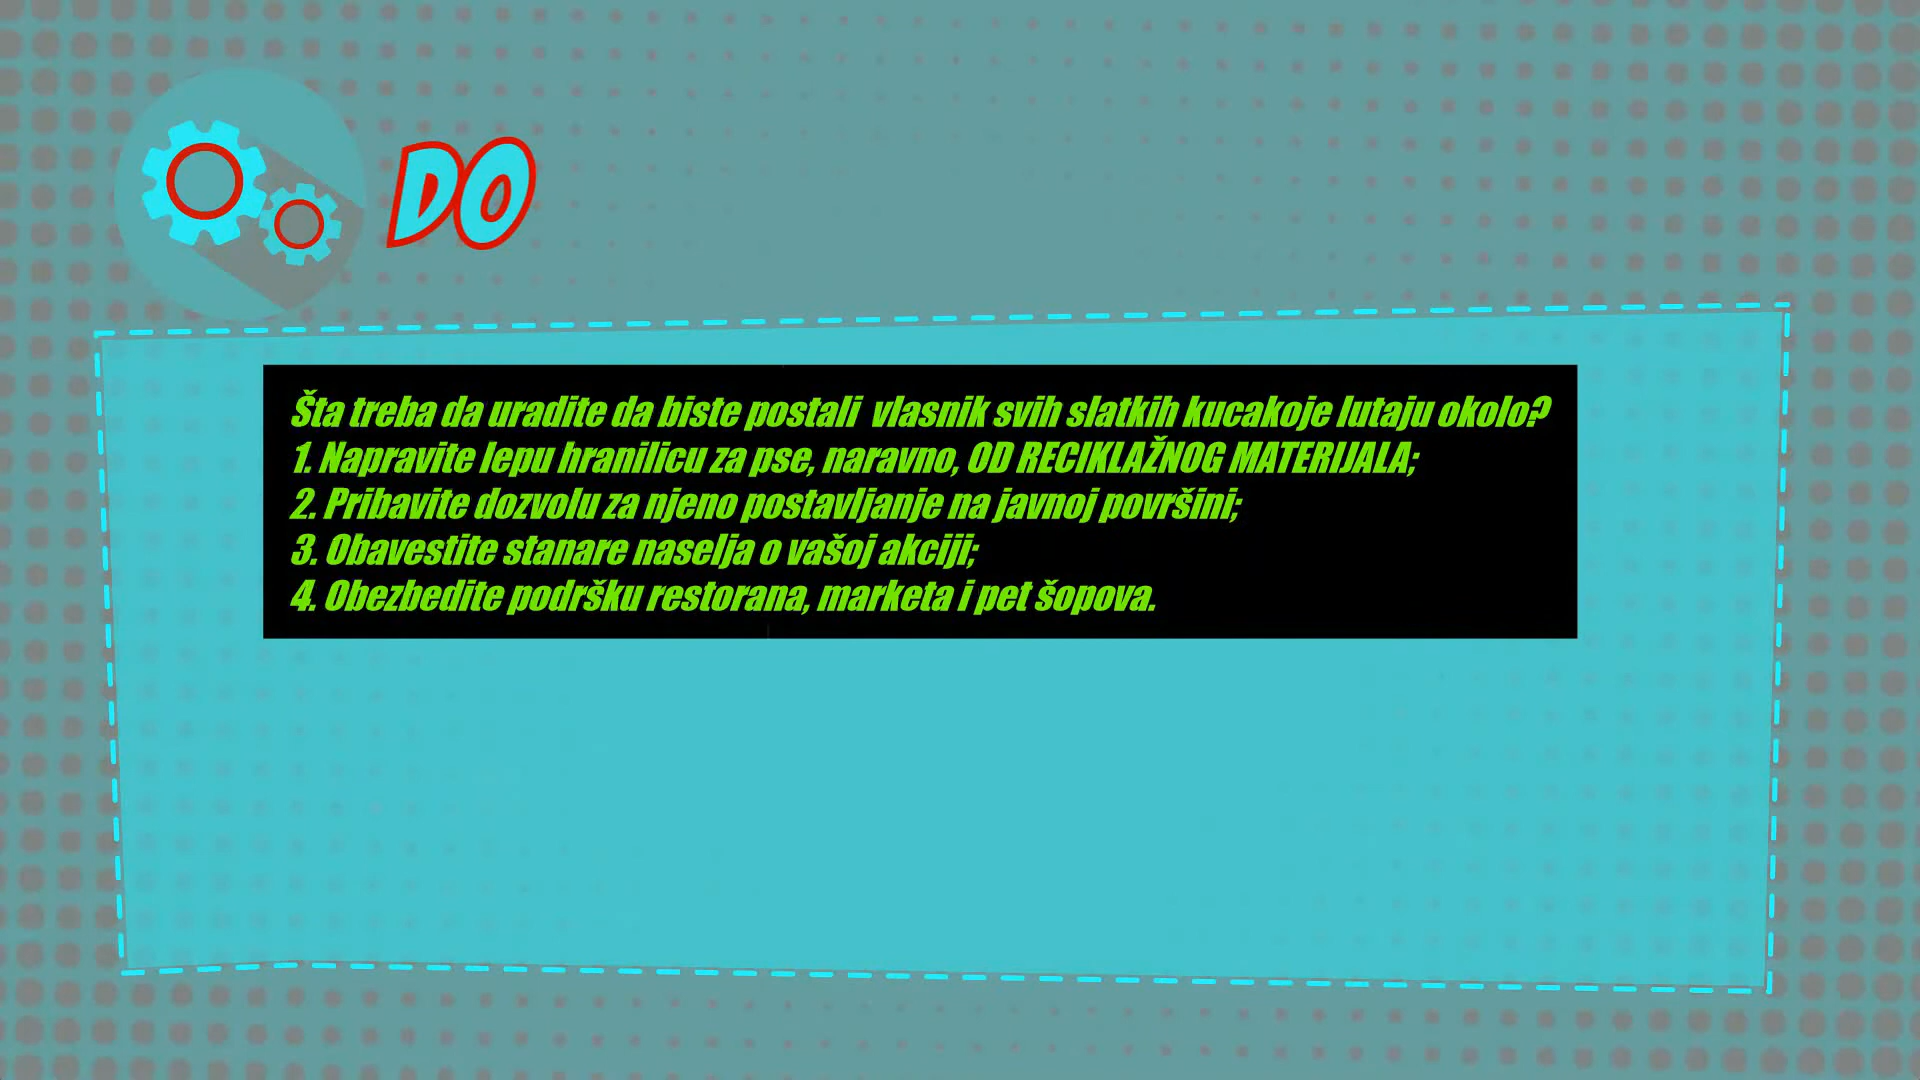 DO
Šta treba da uradite da biste postali  vlasnik svih slatkih kucakoje lutaju okolo?
1. Napravite lepu hranilicu za pse, naravno, OD RECIKLAŽNOG MATERIJALA;
2. Pribavite dozvolu za njeno postavljanje na javnoj površini;
3. Obavestite stanare naselja o vašoj akciji;
4. Obezbedite podršku restorana, marketa i pet šopova.